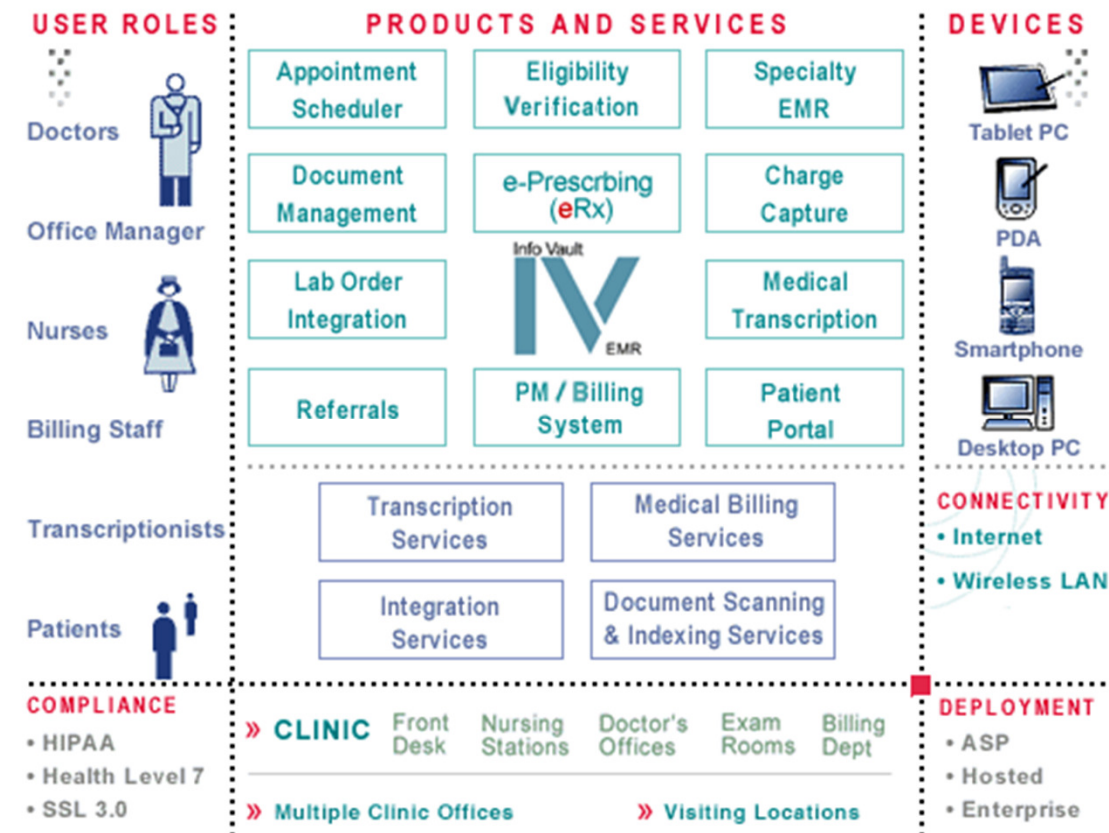 USER ROLES
Doctors
Office Manager
Nurses
Billing Staff
Transcriptionists
Patients
PRODUCTS AND SERVICES
Appointment
Scheduler
Eligibility
Verification
Specialty
EMR
Document
Management
e-Prescrbing
(eRx)
Charge
Capture
Lab Order
Integration
Info Vault
IV
EMR
Medical
Transcription
Referrals
PM / Billing
System
Patient
Portal
Transcription
Services
Medical Billing
Services
Integration
Services
Document Scanning
& Indexing Services
DEVICES
Tablet PC
PDA
Smartphone
Desktop PC
CONNECTIVITY
• Internet
• Wireless LAN
COMPLIANCE
• HIPAA
• Health Level 7
• SSL 3.0
» CLINIC
Front
Desk
Nursing
Stations
Doctor's
Offices
Exam
Rooms
Billing
Dept
» Multiple Clinic Offices
» Visiting Locations
DEPLOYMENT
• ASP
• Hosted
• Enterprise